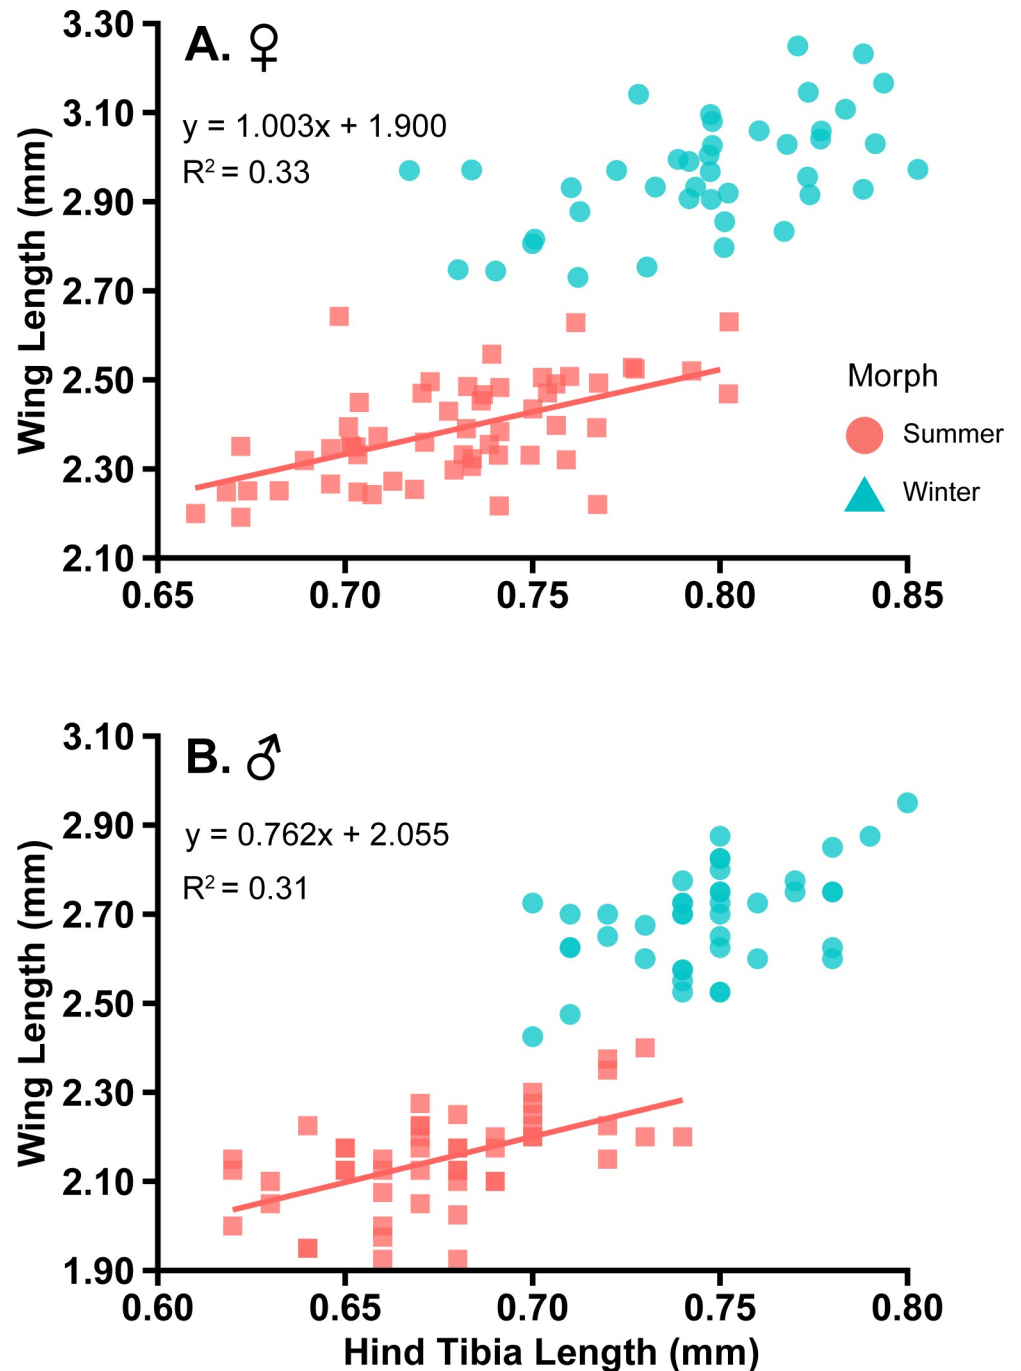 A. ♀
y = 1.003x + 1.900
R² = 0.33
Wing Length (mm)
3.30
3.10
2.90
2.70
2.50
2.30
2.10
0.65 0.70 0.75 0.80 0.85
Morph
Summer
Winter
B. ♂
y = 0.762x + 2.055
R² = 0.31
Wing Length (mm)
3.10
2.90
2.70
2.50
2.30
2.10
1.90
0.60 0.65 0.70 0.75 0.80
Hind Tibia Length (mm)